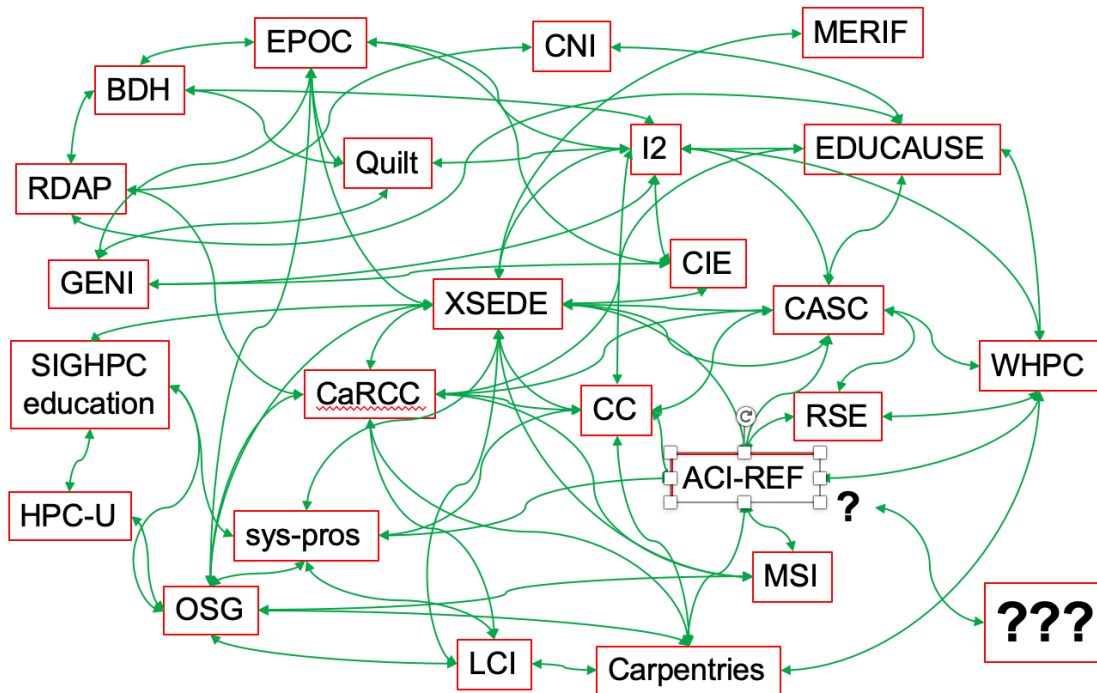 EPOC
CNI
MERIF
BDH
Quilt
I2
EDUCAUSE
RDAP
GENI
CIE
XSEDE
CASC
SIGHPC
education
CaRCC
CC
RSE
WHPC
ACI-REF
HPC-U
sys-pros
?
MSI
OSG
???
LCI
Carpentries